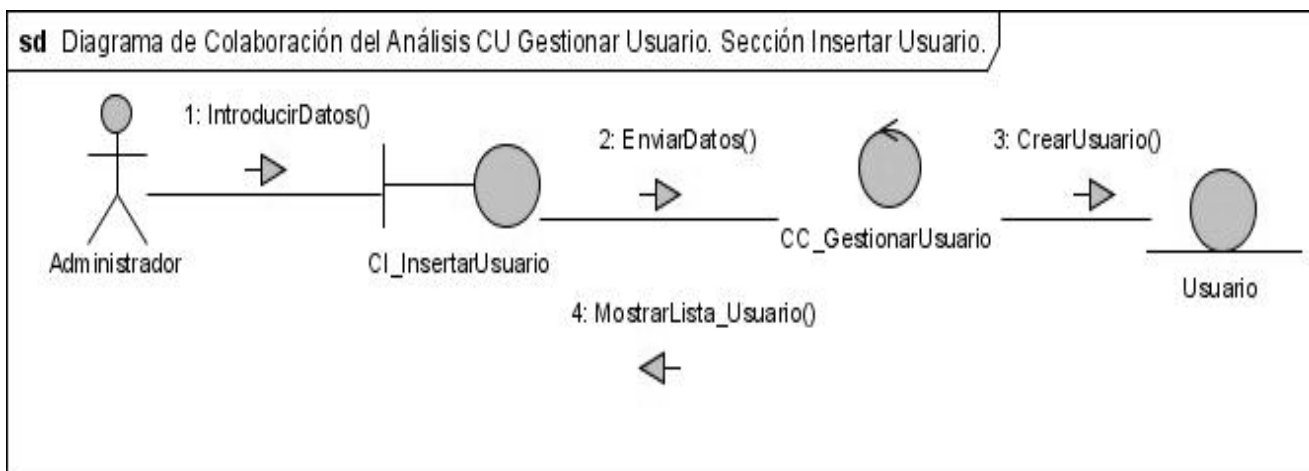 sd Diagrama de Colaboración del Análisis CU Gestionar Usuario. Sección Insertar Usuario.
1: IntroducirDatos()
2: EnviarDatos()
3: CrearUsuario()
Administrador
CI_InsertarUsuario
CC_GestionarUsuario
Usuario
4: MostrarLista_Usuario()